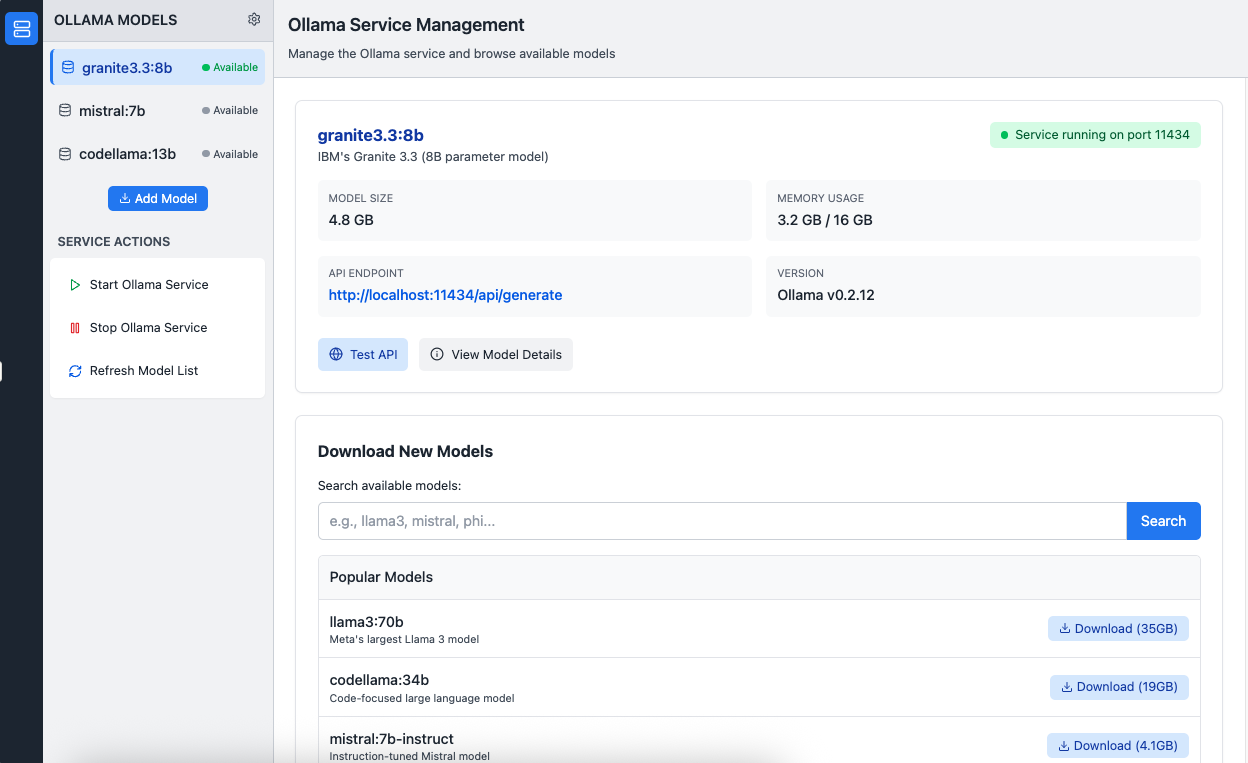 OLLAMA MODELS
granite3.3:8b
Available
mistral:7b
Available
codellama:13b
Available
Add Model
SERVICE ACTIONS
Start Ollama Service
Stop Ollama Service
Refresh Model List
Ollama Service Management
Manage the Ollama service and browse available models
granite3.3:8b
Service running on port 11434
IBM's Granite 3.3 (8B parameter model)
MODEL SIZE
4.8 GB
MEMORY USAGE
3.2 GB / 16 GB
API ENDPOINT
http://localhost:11434/api/generate
VERSION
Ollama v0.2.12
Test API
View Model Details
Download New Models
Search available models:
e.g., llama3, mistral, phi...
Search
Popular Models
llama3:70b
Meta's largest Llama 3 model
Download (35GB)
codellama:34b
Code-focused large language model
Download (19GB)
mistral:7b-instruct
Instruction-tuned Mistral model
Download (4.1GB)